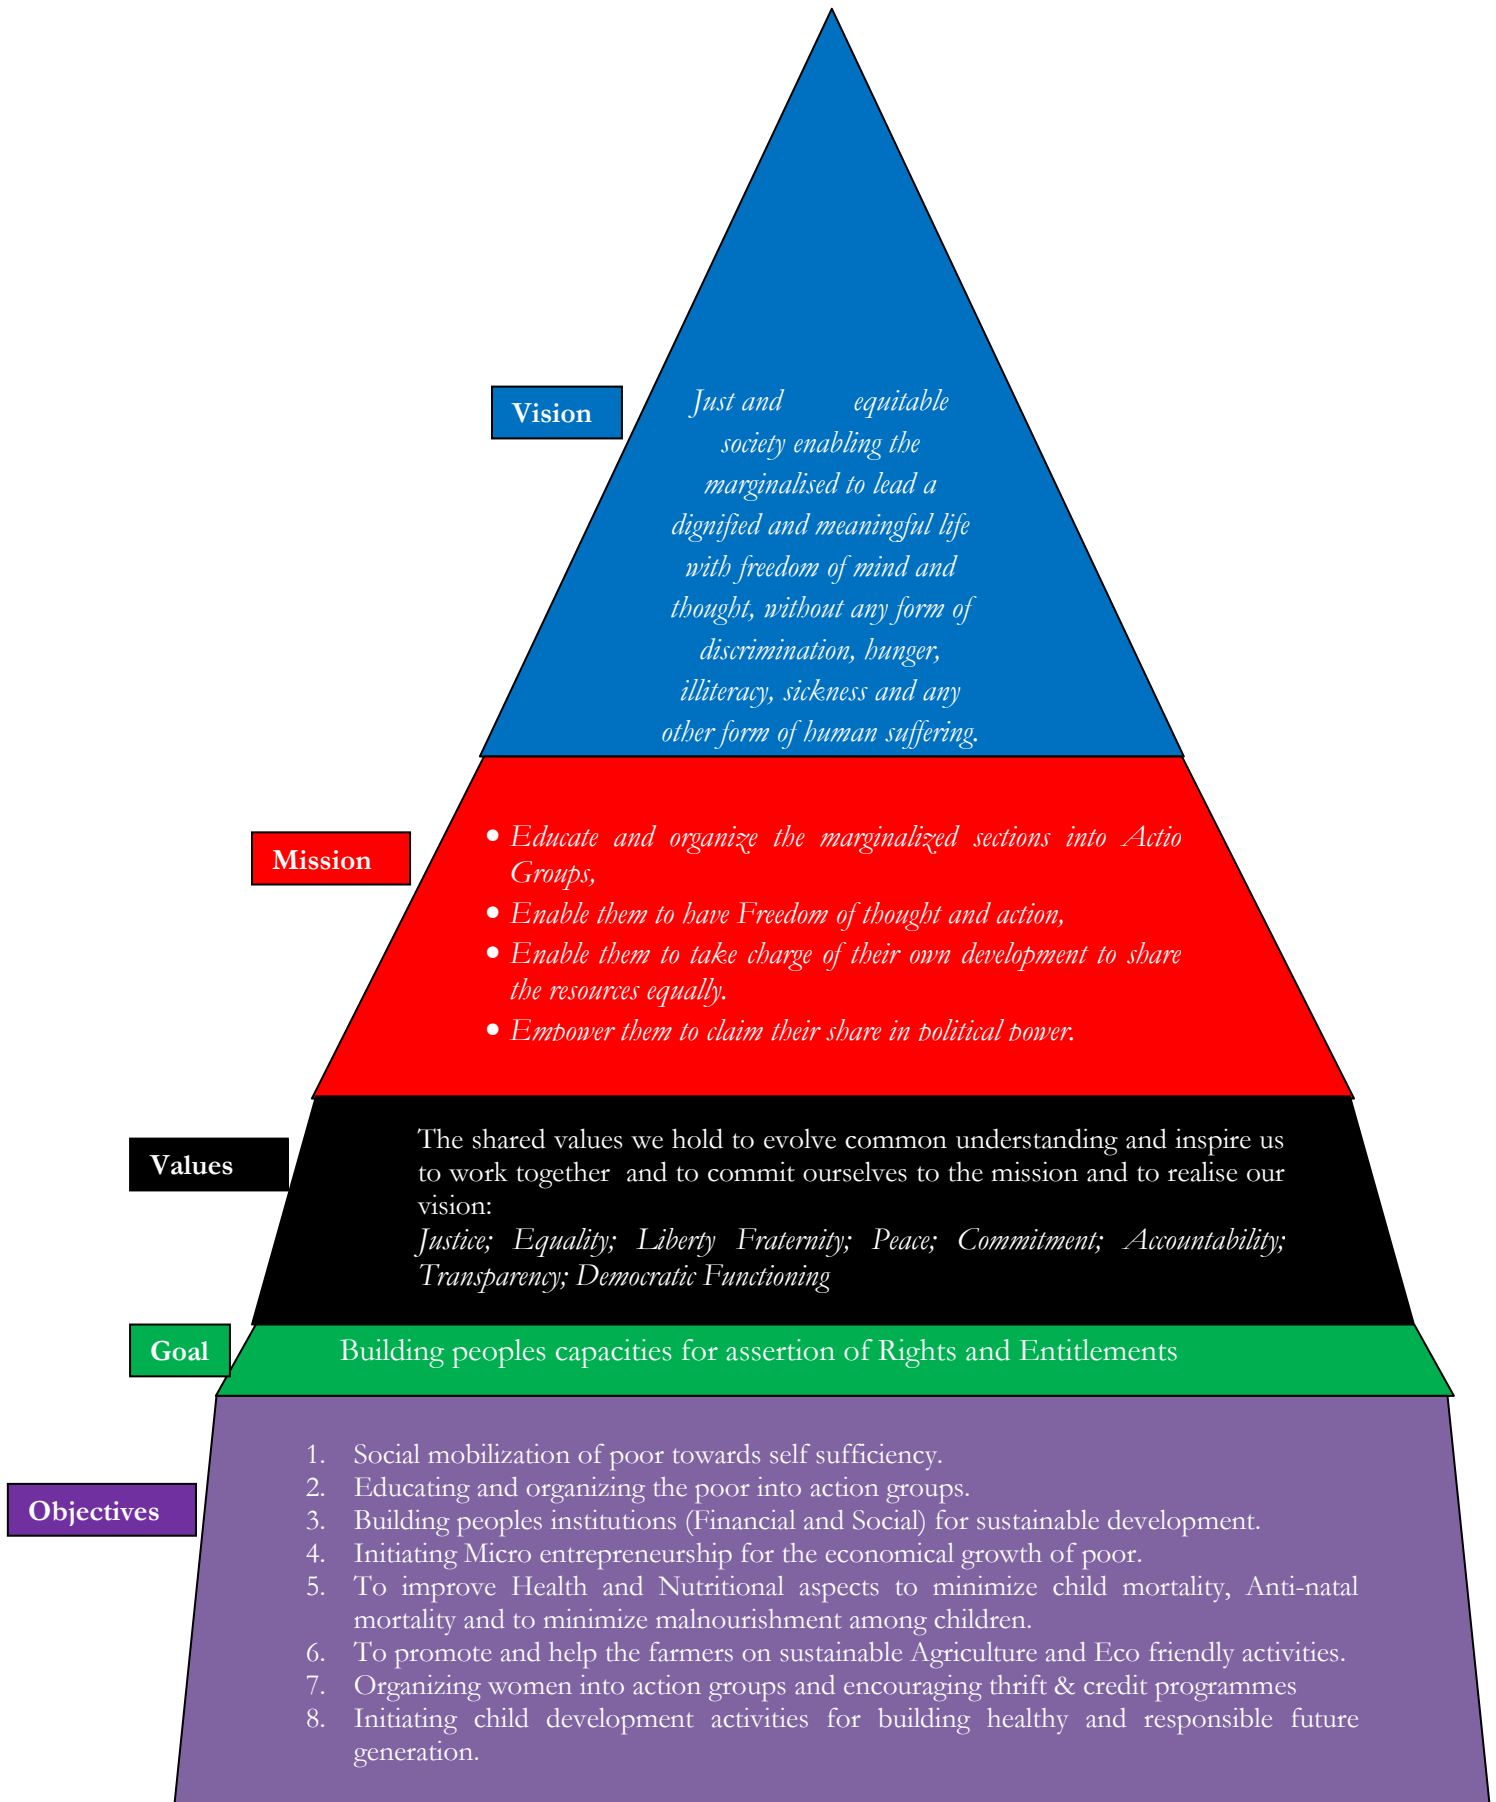 Vision
Just and equitable
society enabling the
marginalised to lead a
dignified and meaningful life
with freedom of mind and
thought, without any form of
discrimination, hunger,
illiteracy, sickness and any
other form of human suffering.
Mission
• Educate and organize the marginalized sections into Actio
Groups,
• Enable them to have Freedom of thought and action,
• Enable them to take charge of their own development to share
the resources equally.
• Empower them to claim their share in political power.
Values
The shared values we hold to evolve common understanding and inspire us
to work together and to commit ourselves to the mission and to realise our
vision:
Justice; Equality; Liberty Fraternity; Peace; Commitment; Accountability;
Transparency; Democratic Functioning
Goal
Building peoples capacities for assertion of Rights and Entitlements
Objectives
1. Social mobilization of poor towards self sufficiency.
2. Educating and organizing the poor into action groups.
3. Building peoples institutions (Financial and Social) for sustainable development.
4. Initiating Micro entrepreneurship for the economical growth of poor.
5. To improve Health and Nutritional aspects to minimize child mortality, Anti-natal
mortality and to minimize malnourishment among children.
6. To promote and help the farmers on sustainable Agriculture and Eco friendly activities.
7. Organizing women into action groups and encouraging thrift & credit programmes
8. Initiating child development activities for building healthy and responsible future
generation.